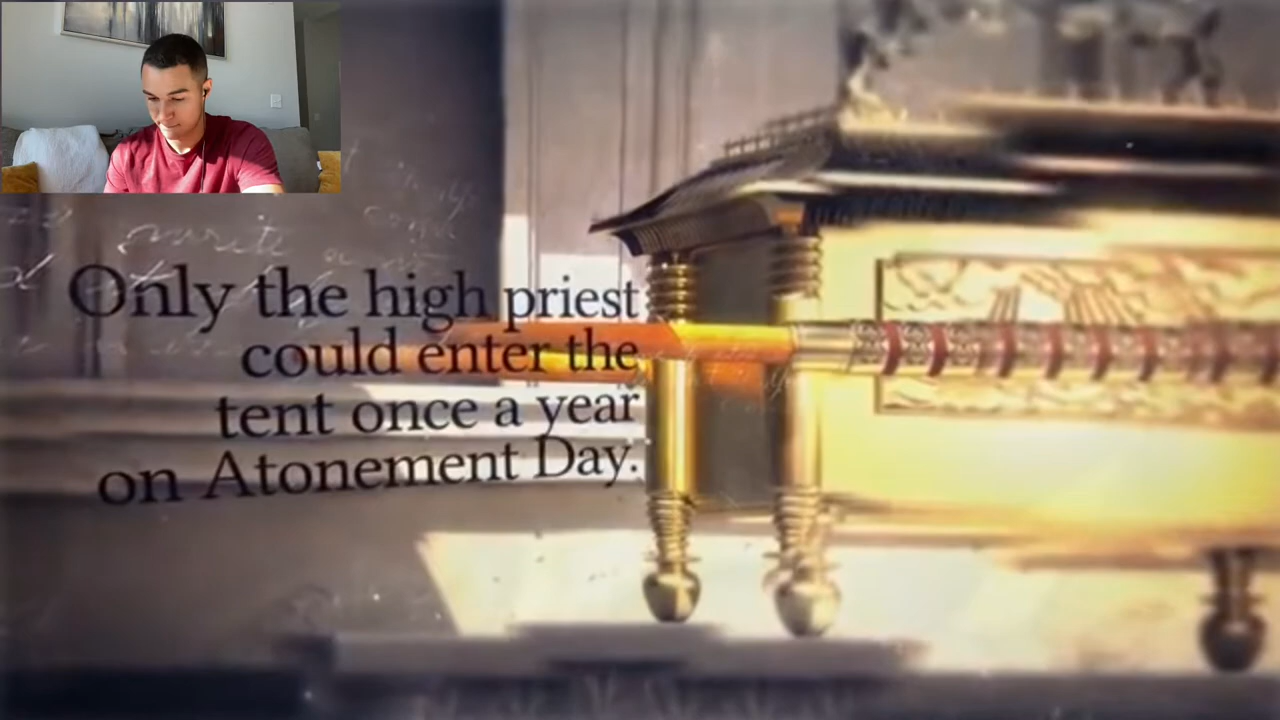 Only the high priest
could enter the
tent once a year
on Atonement Day.